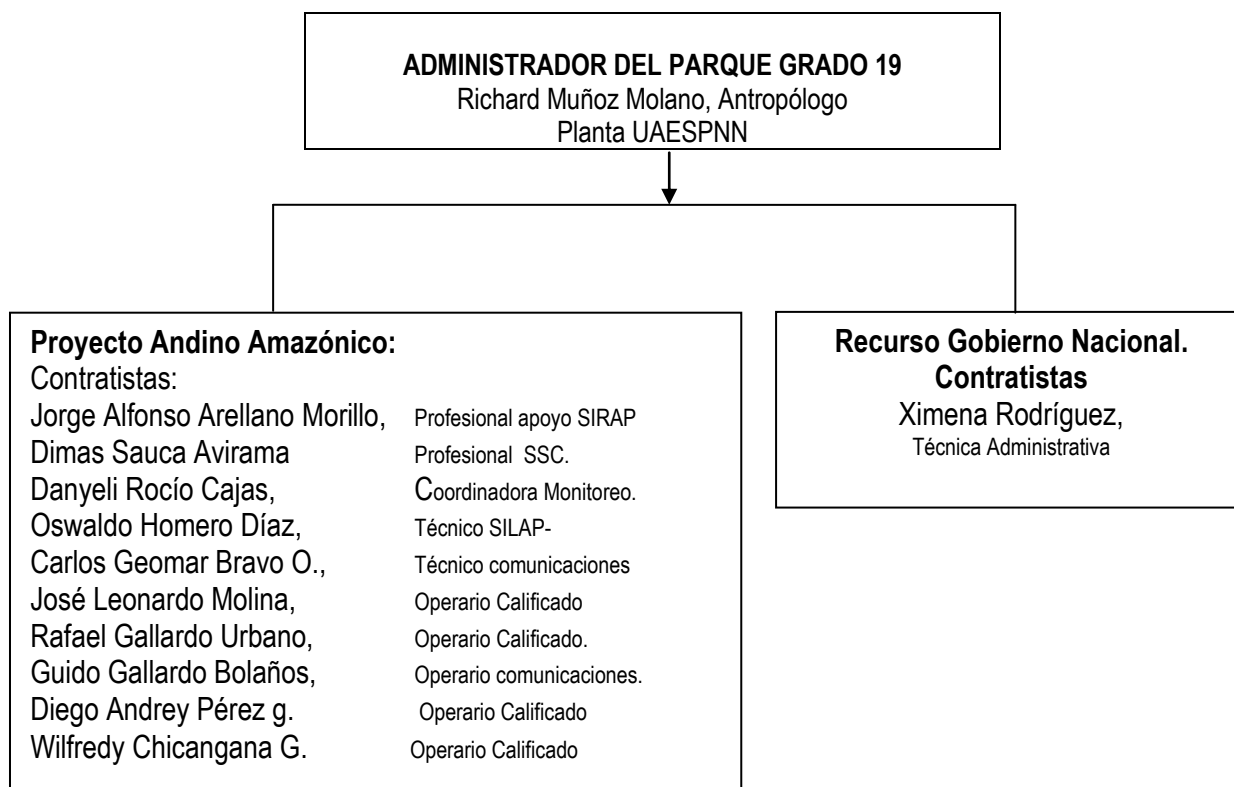 ADMINISTRADOR DEL PARQUE GRADO 19
Richard Muñoz Molano, Antropólogo
Planta UAESPNN
Proyecto Andino Amazónico:
Contratistas:
Jorge Alfonso Arellano Morillo, Profesional apoyo SIRAP
Dimas Sauca Avirama Profesional SSC.
Danyeli Rocío Cajas, Coordinadora Monitoreo.
Oswaldo Homero Díaz, Técnico SILAP-
Carlos Geomar Bravo O., Técnico comunicaciones
José Leonardo Molina, Operario Calificado
Rafael Gallardo Urbano, Operario Calificado.
Guido Gallardo Bolaños, Operario comunicaciones.
Diego Andrey Pérez g. Operario Calificado
Wilfredy Chicangana G. Operario Calificado
Recurso Gobierno Nacional.
Contratistas
Ximena Rodríguez,
Técnica Administrativa